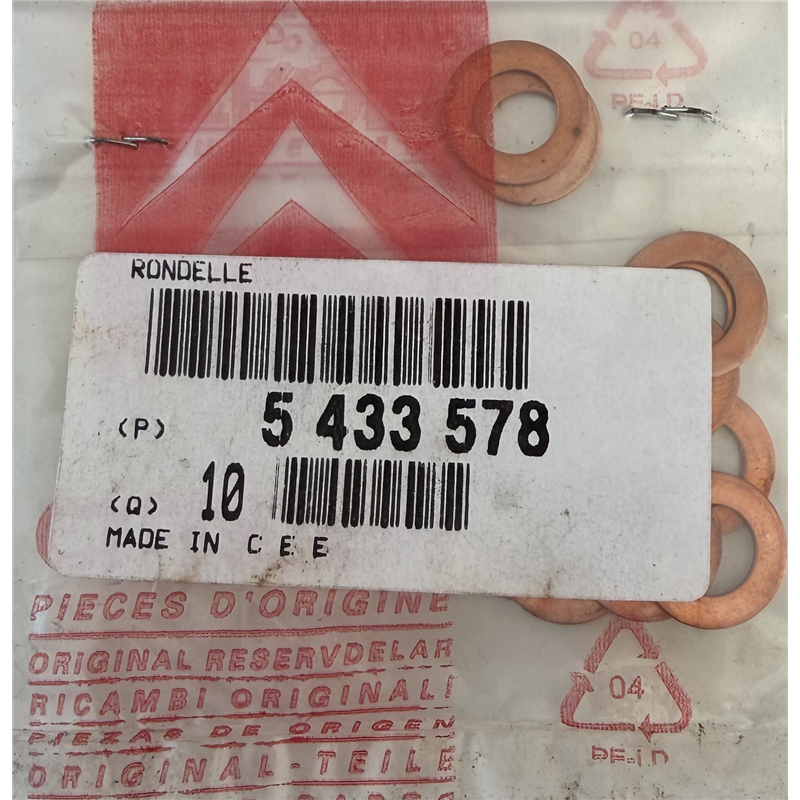 04
PE-LD
RONDELLE
(P) 5 433 578
(Q) 10
MADE IN C E E
PIECES D'ORIGINE
ORIGINAL RESERVDELAR
RICAMBI ORIGINALI
PIEZAS DE ORIGEN
ORIGINAL-TEILE
04
PE-LD